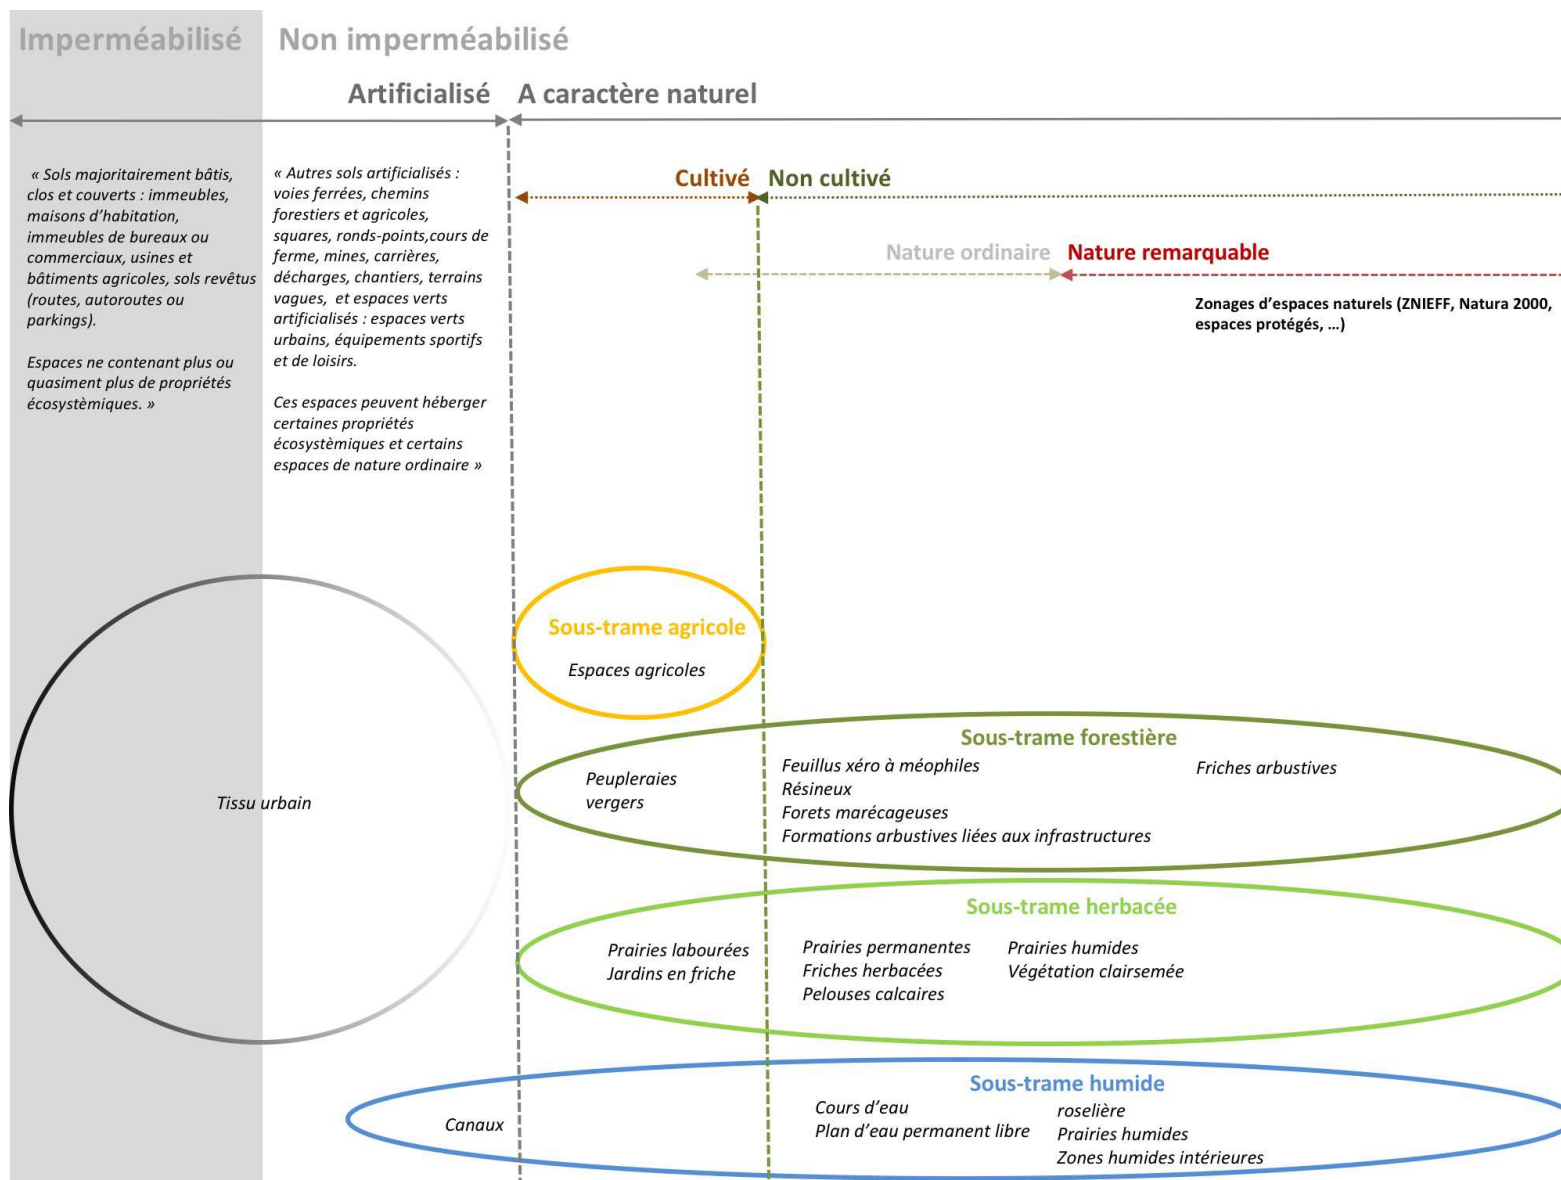 Imperméabilisé
Non imperméabilisé
Artificialisé
A caractère naturel
« Sols majoritairement bâtis,
clos et couverts : immeubles,
maisons d’habitation,
immeubles de bureaux ou
commerciaux, usines et
bâtiments agricoles, sols revêtus
(routes, autoroutes ou
parkings).
Espaces ne contenant plus ou
quasiment plus de propriétés
écosystèmiques. »
« Autres sols artificialisés :
voies ferrées, chemins
forestiers et agricoles,
squares, ronds-points,cours de
ferme, mines, carrières,
décharges, chantiers, terrains
vagues, et espaces verts
artificialisés : espaces verts
urbains, équipements sportifs
et de loisirs.
Ces espaces peuvent héberger
certaines propriétés
écosystèmiques et certains
espaces de nature ordinaire »
Cultivé
Non cultivé
Nature ordinaire
Nature remarquable
Zonages d’espaces naturels (ZNIEFF, Natura 2000,
espaces protégés, …)
Tissu urbain
Sous-trame agricole
Espaces agricoles
Sous-trame forestière
Peupleraies
vergers
Feuillus xéro à méophiles
Résineux
Forets marécageuses
Formations arbustives liées aux infrastructures
Friches arbustives
Sous-trame herbacée
Prairies labourées
Jardins en friche
Prairies permanentes
Friches herbacées
Pelouses calcaires
Prairies humides
Végétation clairsemée
Sous-trame humide
Canaux
Cours d’eau
Plan d’eau permanent libre
roselière
Prairies humides
Zones humides intérieures